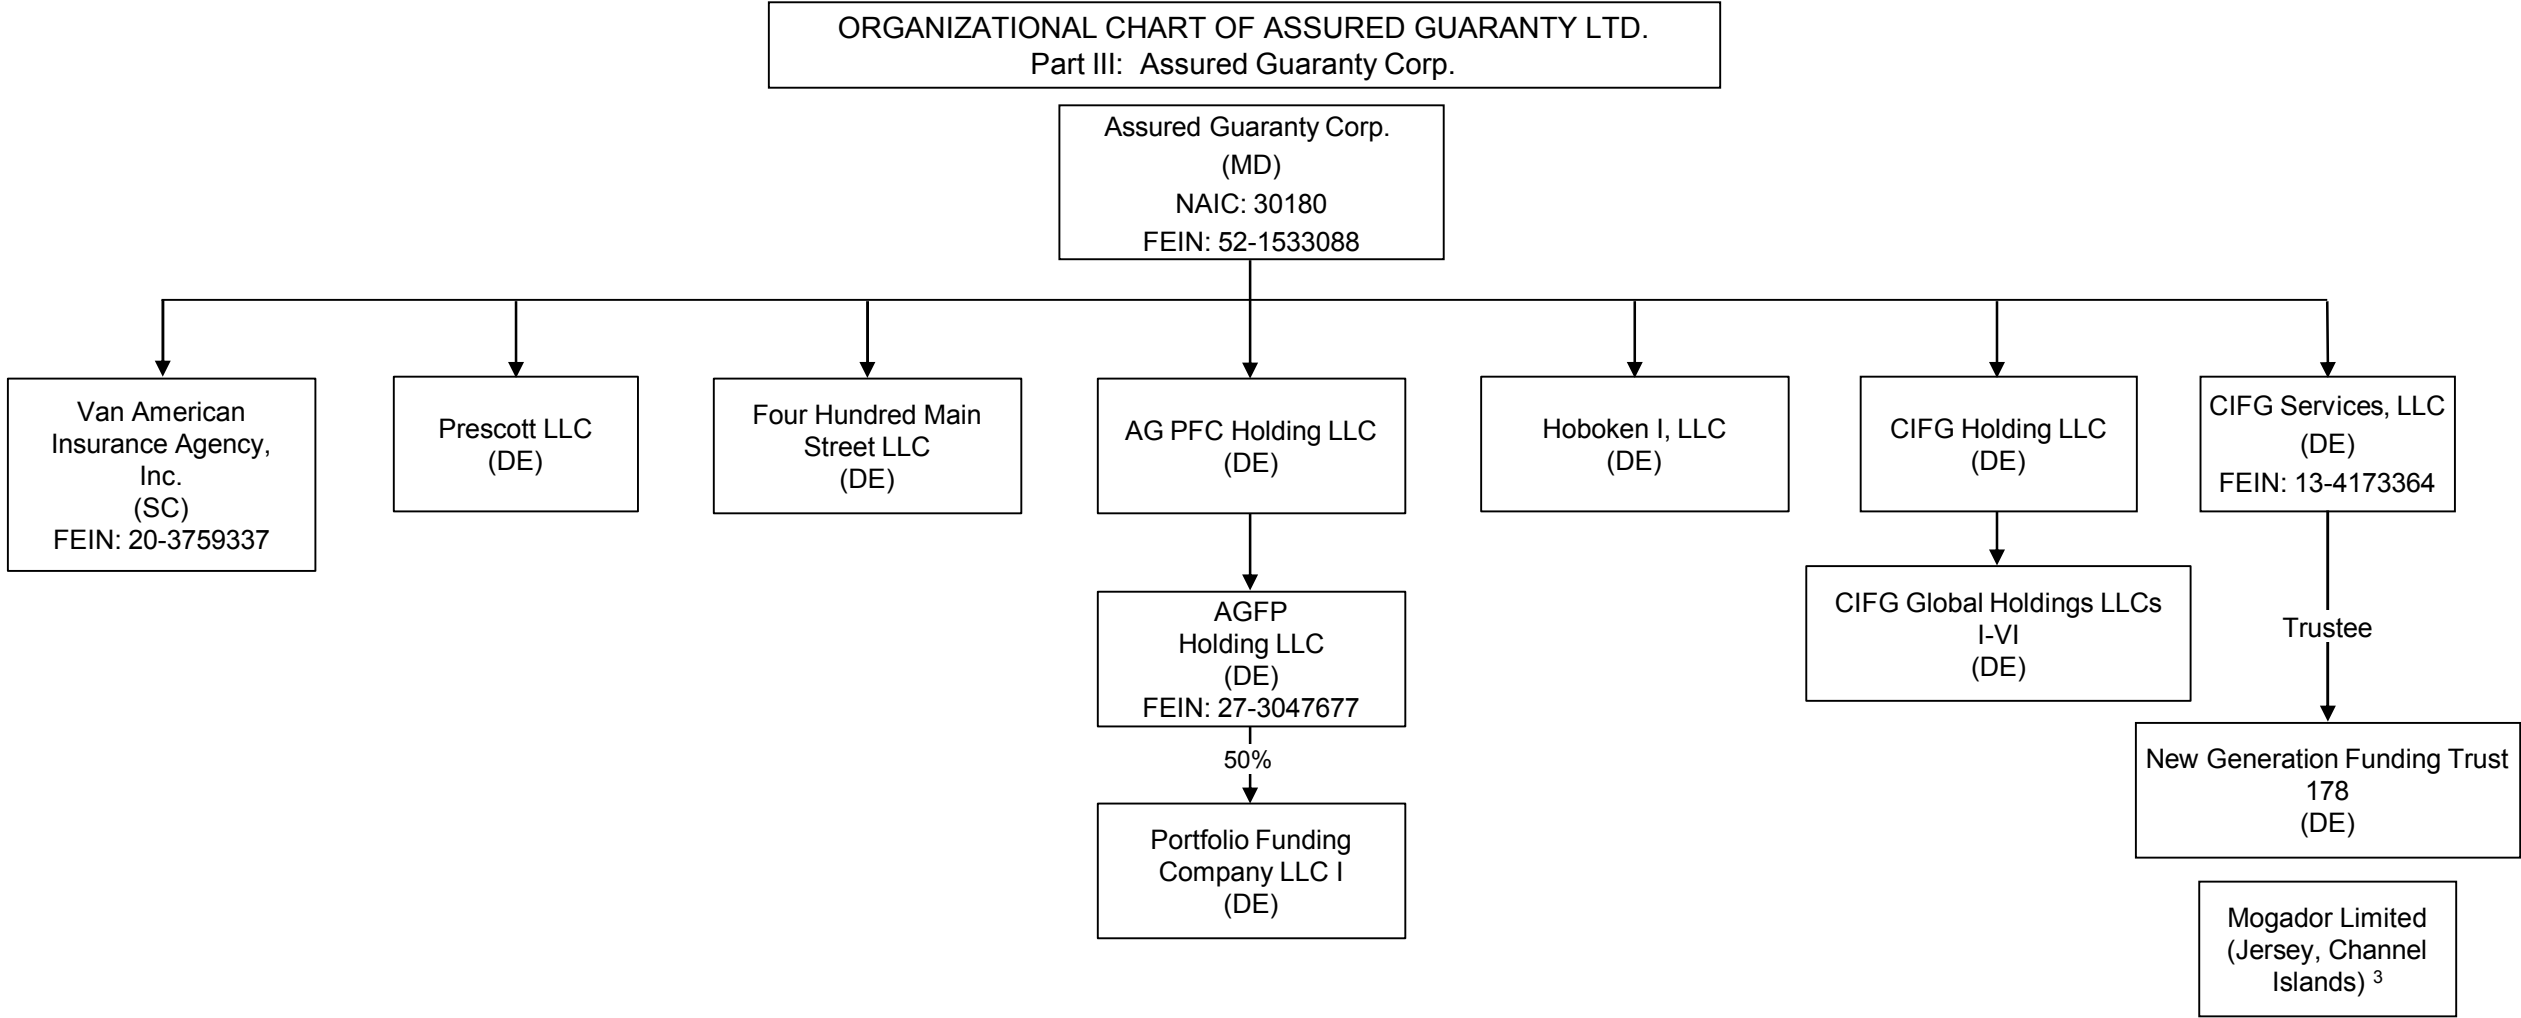 ORGANIZATIONAL CHART OF ASSURED GUARANTY LTD.
Part III: Assured Guaranty Corp.
Assured Guaranty Corp.
(MD)
NAIC: 30180
FEIN: 52-1533088
Van American
Insurance Agency,
Inc.
(SC)
FEIN: 20-3759337
Prescott LLC
(DE)
Four Hundred Main
Street LLC
(DE)
AG PFC Holding LLC
(DE)
Hoboken I, LLC
(DE)
CIFG Holding LLC
(DE)
CIFG Services, LLC
(DE)
FEIN: 13-4173364
AGFP
Holding LLC
(DE)
FEIN: 27-3047677
CIFG Global Holdings LLCs
I-VI
(DE)
Trustee
50%
New Generation Funding Trust
178
(DE)
Portfolio Funding
Company LLC I
(DE)
Mogador Limited
(Jersey, Channel
Islands) 3